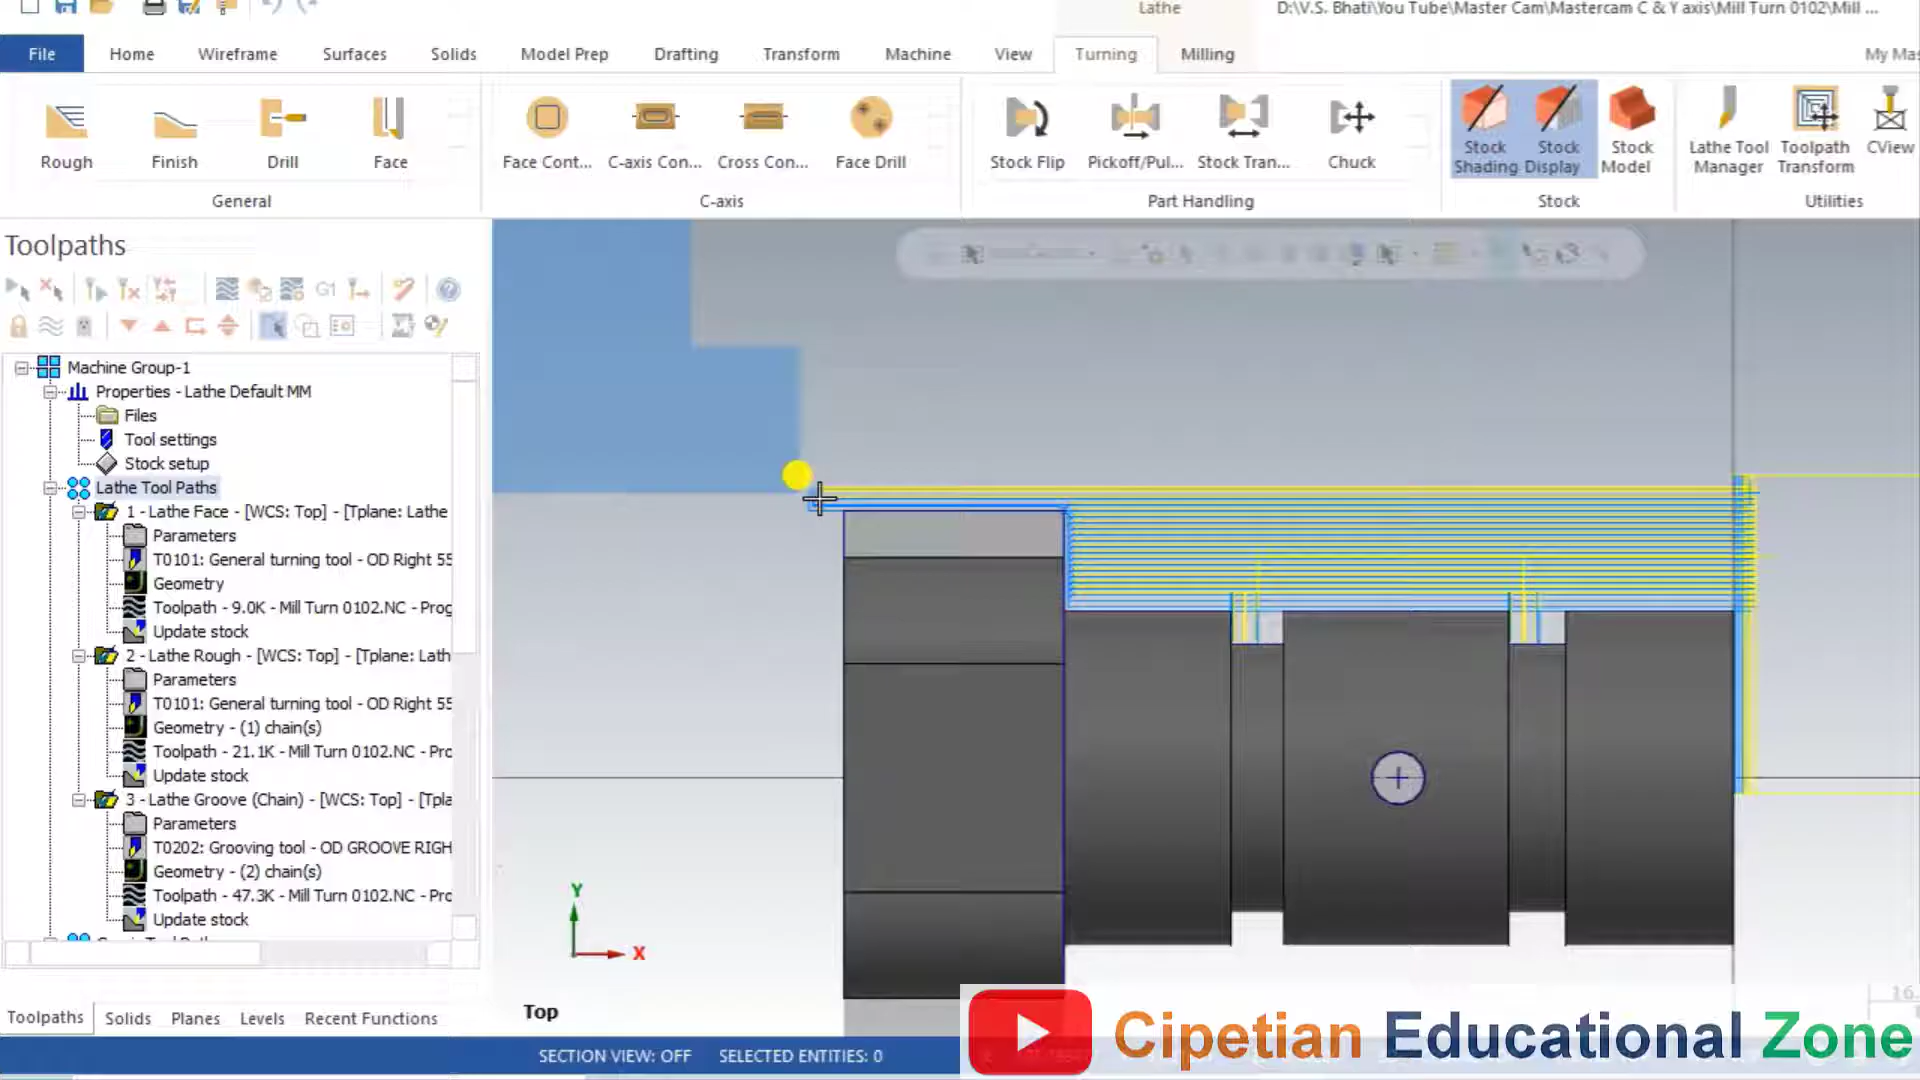 Lathe
D:\V.S. Bhati\You Tube\Master Cam\Mastercam C & Y axis\Mill Turn 0102\Mill ...
File Home Wireframe Surfaces Solids Model Prep Drafting Transform Machine View Turning Milling My Mas
Rough Finish Drill Face
General
Face Cont... C-axis Con... Cross Con... Face Drill
C-axis
Stock Flip Pickoff/Pul... Stock Tran... Chuck
Part Handling
Stock Shading Stock Display Stock Model
Stock
Lathe Tool Manager Toolpath Transform CView
Utilities
Toolpaths
G1
Machine Group-1
Properties - Lathe Default MM
Files
Tool settings
Stock setup
Lathe Tool Paths
1 - Lathe Face - [WCS: Top] - [Tplane: Lathe
Parameters
T0101: General turning tool - OD Right 55
Geometry
Toolpath - 9.0K - Mill Turn 0102.NC - Prog
Update stock
2 - Lathe Rough - [WCS: Top] - [Tplane: Lath
Parameters
T0101: General turning tool - OD Right 55
Geometry - (1) chain(s)
Toolpath - 21.1K - Mill Turn 0102.NC - Pro
Update stock
3 - Lathe Groove (Chain) - [WCS: Top] - [Tpla
Parameters
T0202: Grooving tool - OD GROOVE RIGH
Geometry - (2) chain(s)
Toolpath - 47.3K - Mill Turn 0102.NC - Pro
Update stock
Y
X
Top
16.
Toolpaths Solids Planes Levels Recent Functions
SECTION VIEW: OFF SELECTED ENTITIES: 0
Cipetian Educational Zone